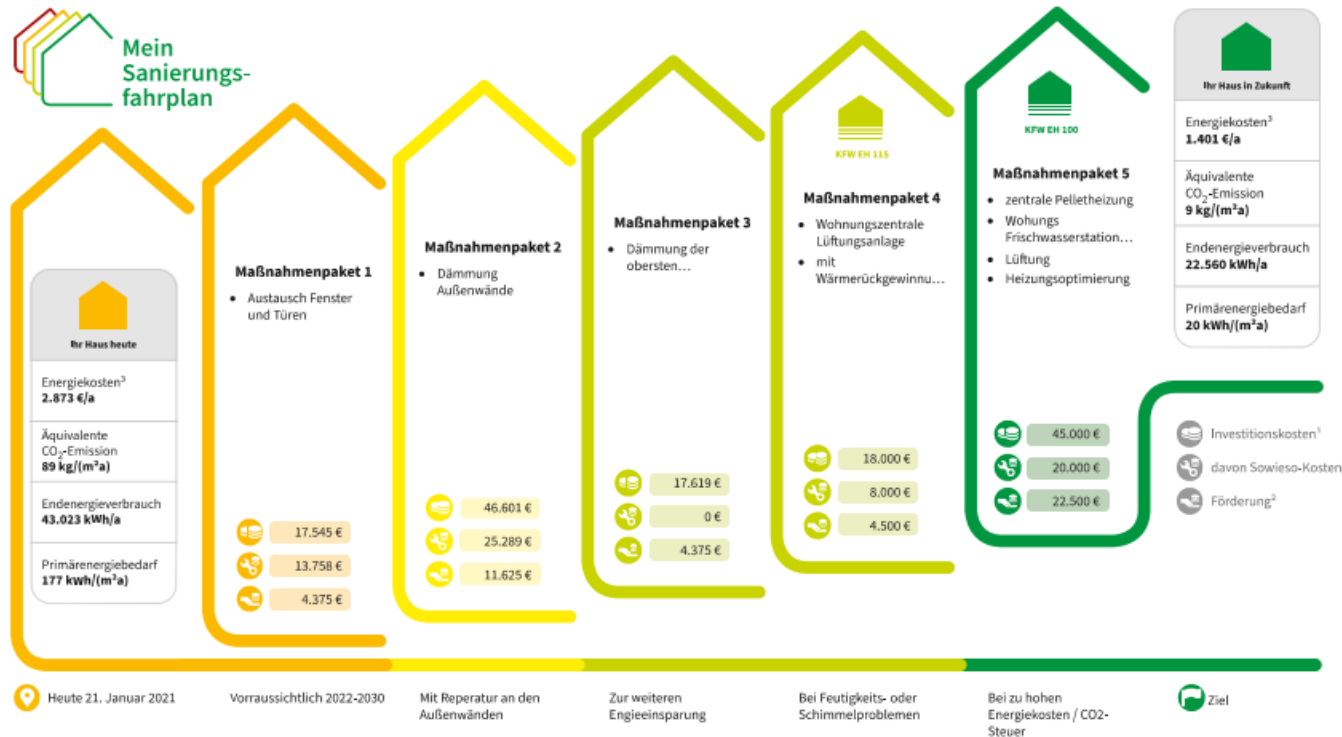 Mein
Sanierungs-
fahrplan
Ihr Haus heute
Energiekosten³
2.873 €/a
Äquivalente
CO₂-Emission
89 kg/(m²a)
Endenergieverbrauch
43.023 kWh/a
Primärenergiebedarf
177 kWh/(m²a)
Maßnahmenpaket 1
• Austausch Fenster
und Türen
17.545 €
13.758 €
4.375 €
Maßnahmenpaket 2
• Dämmung
Außenwände
46.601 €
25.289 €
11.625 €
Maßnahmenpaket 3
• Dämmung der
obersten...
17.619 €
0 €
4.375 €
KFW EH 115
Maßnahmenpaket 4
• Wohnungszentrale
Lüftungsanlage
• mit
Wärmerückgewinnu...
18.000 €
8.000 €
4.500 €
KFW EH 100
Maßnahmenpaket 5
• zentrale Pelletheizung
• Wohungs
Frischwasserstation...
• Lüftung
• Heizungsoptimierung
45.000 €
20.000 €
22.500 €
Ihr Haus in Zukunft
Energiekosten³
1.401 €/a
Äquivalente
CO₂-Emission
9 kg/(m²a)
Endenergieverbrauch
22.560 kWh/a
Primärenergiebedarf
20 kWh/(m²a)
Investitionskosten¹
davon Sowieso-Kosten
Förderung²
Heute 21. Januar 2021
Vorraussichtlich 2022-2030
Mit Reperatur an den
Außenwänden
Zur weiteren
Engieeinsparung
Bei Feutigkeits- oder
Schimmelproblemen
Bei zu hohen
Energiekosten / CO2-
Steuer
Ziel